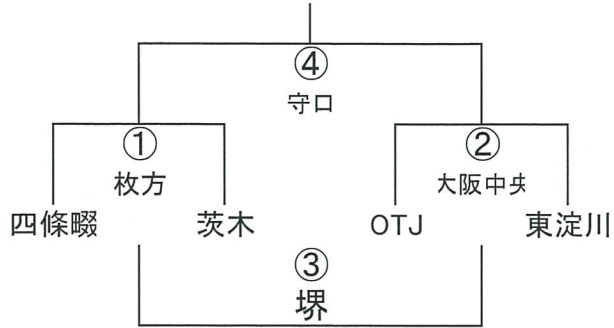 ④
守口
①
②
枚方
大阪中央
四條畷
茨木
OTJ
東淀川
③
堺